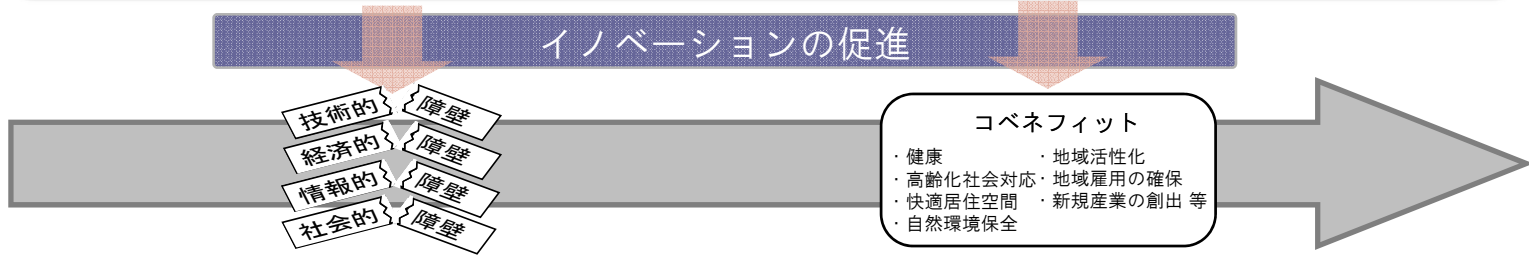 イノベーションの促進
技術的 障壁
経済的 障壁
情報的 障壁
社会的 障壁
コベネフィット
・健康
・高齢化社会対応
・快適居住空間
・自然環境保全
・地域活性化
・地域雇用の確保
・新規産業の創出 等